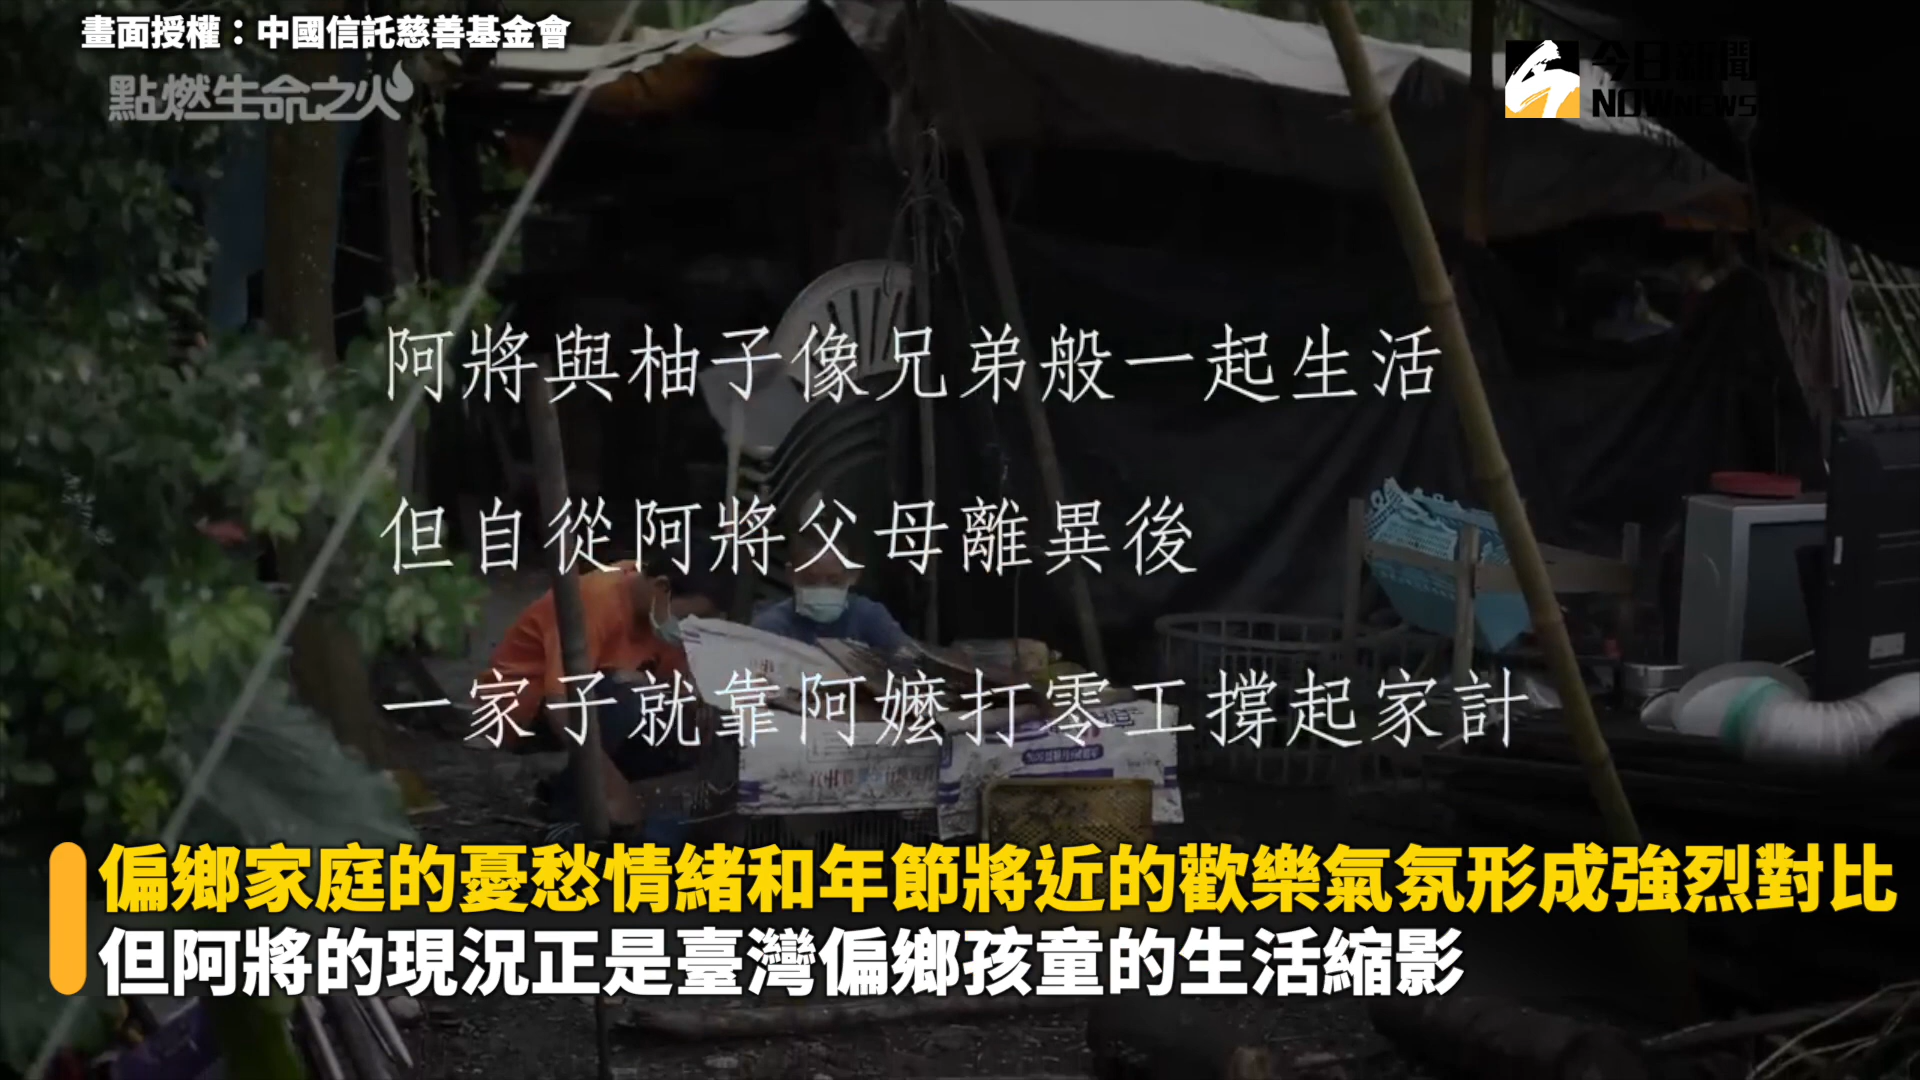 畫面授權：中國信託慈善基金會
點燃生命之火
今日新聞
NOWNEWS
阿將與柚子像兄弟般一起生活
但自從阿將父母離異後
一家子就靠阿嬤打零工撐起家計
偏鄉家庭的憂愁情緒和年節將近的歡樂氣氛形成強烈對比
但阿將的現況正是臺灣偏鄉孩童的生活縮影